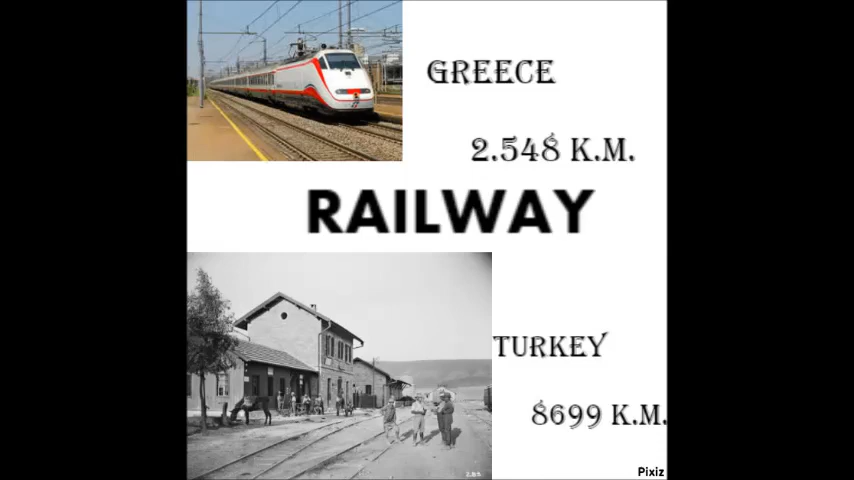 GREECE
2.548 K.M.
RAILWAY
TURKEY
8699 K.M.
Pixiz